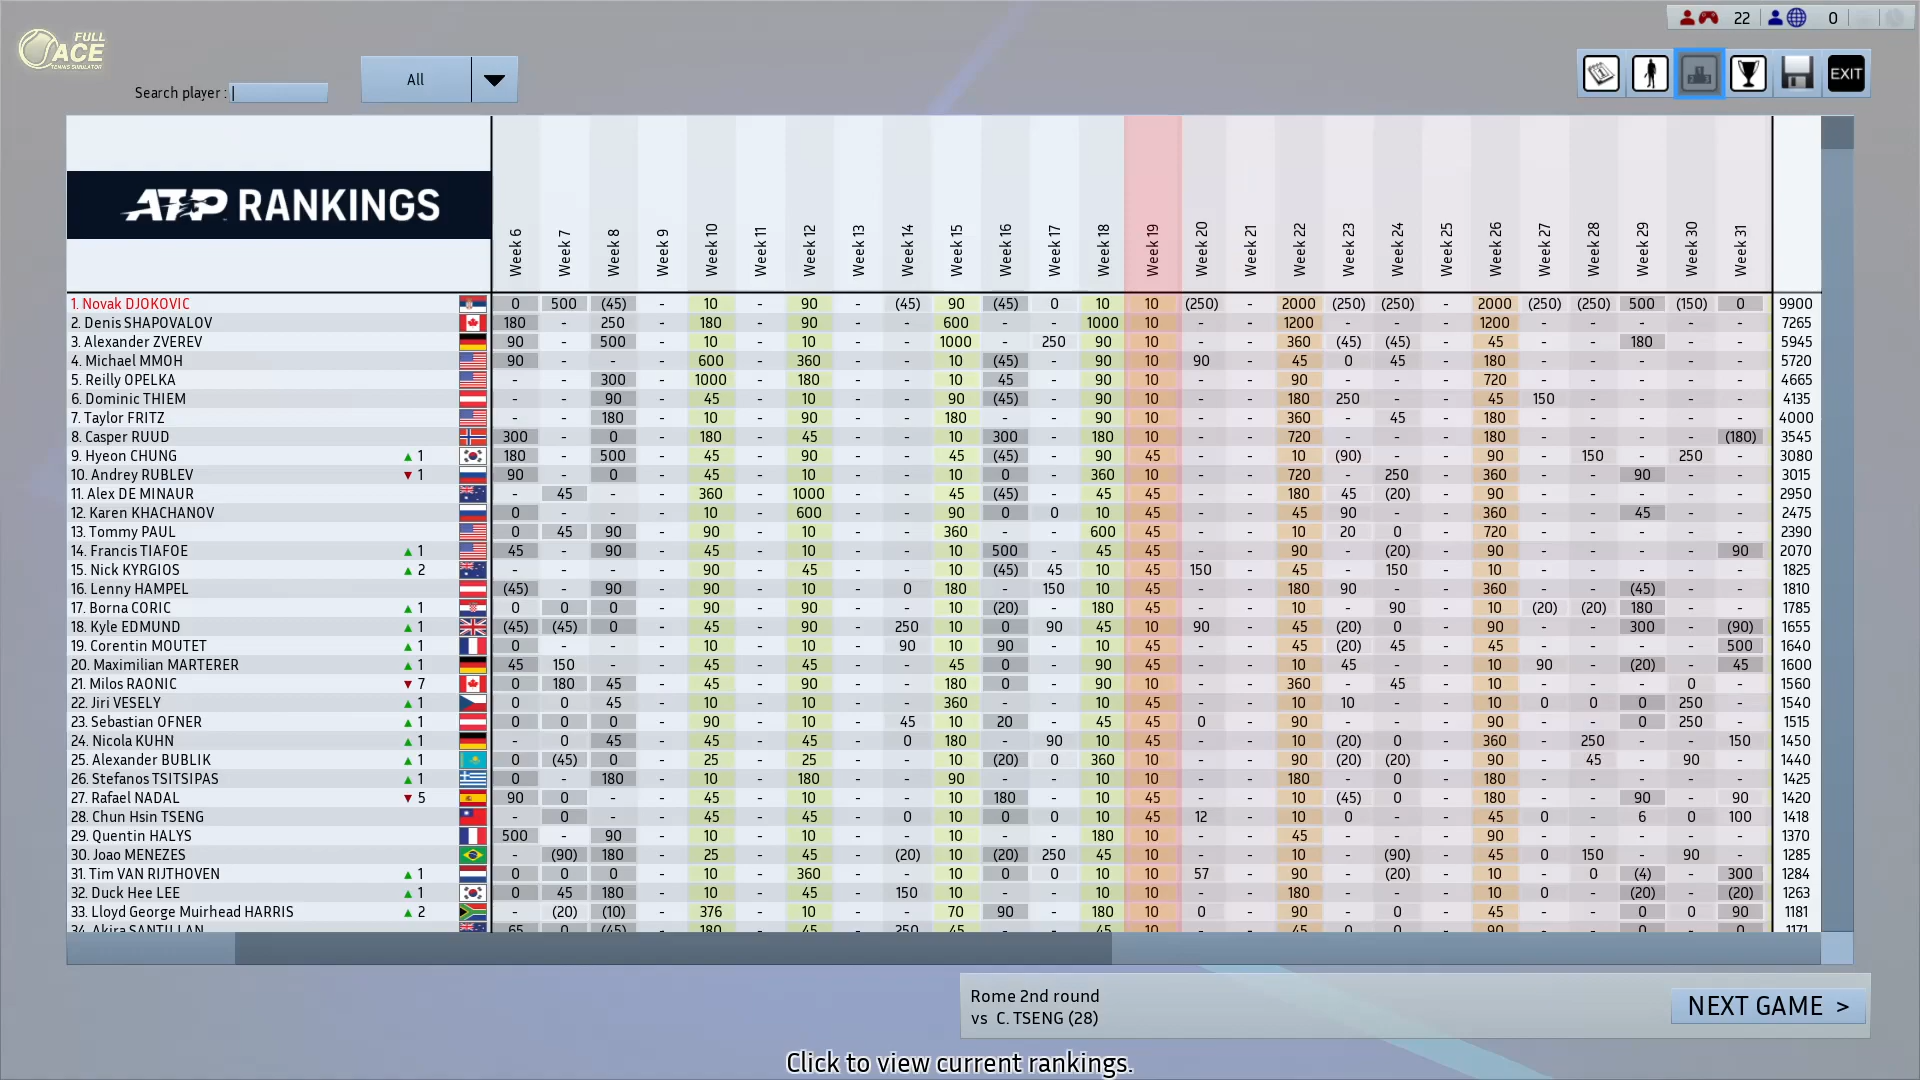 FULL
ACE
TENNIS SIMULATOR
22 0
Search player : All
EXIT
ATP RANKINGS
Week 6 Week 7 Week 8 Week 9 Week 10 Week 11 Week 12 Week 13 Week 14 Week 15 Week 16 Week 17 Week 18 Week 19 Week 20 Week 21 Week 22 Week 23 Week 24 Week 25 Week 26 Week 27 Week 28 Week 29 Week 30 Week 31
1. Novak DJOKOVIC 0 500 (45) - 10 - 90 - (45) 90 (45) 0 10 10 (250) - 2000 (250) (250) - 2000 (250) (250) 500 (150) 0 9900
2. Denis SHAPOVALOV 180 - 250 - 180 - 90 - - 600 - - 1000 10 - - 1200 - - - 1200 - - - - - 7265
3. Alexander ZVEREV 90 - 500 - 10 - 10 - - 1000 - 250 90 10 - - 360 (45) (45) - 45 - - 180 - - 5945
4. Michael MMOH 90 - - - 600 - 360 - - 10 (45) - 90 10 90 - 45 0 45 - 180 - - - - - 5720
5. Reilly OPELKA - - 300 - 1000 - 180 - - 10 45 - 90 10 - - 90 - - - 720 - - - - - 4665
6. Dominic THIEM - - 90 - 45 - 10 - - 90 (45) - 90 10 - - 180 250 - - 45 150 - - - - 4135
7. Taylor FRITZ - - 180 - 10 - 90 - - 180 - - 90 10 - - 360 - 45 - 180 - - - - - 4000
8. Casper RUUD 300 - 0 - 180 - 45 - - 10 300 - 180 10 - - 720 - - - 180 - - - - (180) 3545
9. Hyeon CHUNG ▲ 1 180 - 500 - 45 - 10 - - 45 (45) - 90 45 - - 10 (90) - - 90 - 150 - 250 - 3080
10. Andrey RUBLEV ▼ 1 90 - 0 - 45 - 10 - - 10 0 - 360 10 - - 720 - 250 - 360 - - 90 - - 3015
11. Alex DE MINAUR - 45 - - 360 - 1000 - - 45 (45) - 45 45 - - 180 45 (20) - 90 - - - - - 2950
12. Karen KHACHANOV 0 - - - 10 - 600 - - 90 0 0 10 45 - - 45 90 - - 360 - - 45 - - 2475
13. Tommy PAUL 0 45 90 - 90 - 10 - - 360 - - 600 45 - - 10 20 0 - 720 - - - - - 2390
14. Francis TIAFOE ▲ 1 45 - 90 - 45 - 10 - - 10 500 - 45 45 - - 90 - (20) - 90 - - - - 90 2070
15. Nick KYRGIOS ▲ 2 - - - - 90 - 45 - - 10 (45) 45 10 45 150 - 45 - 150 - 10 - - - - - 1825
16. Lenny HAMPEL (45) - 90 - 45 - 10 - 0 180 - 150 10 45 - - 180 90 - - 360 - - (45) - - 1810
17. Borna CORIC ▲ 1 0 0 0 - 90 - 90 - - 10 (20) - 180 45 - - 10 - 90 - 10 (20) (20) 180 - - 1785
18. Kyle EDMUND ▲ 1 (45) (45) 0 - 45 - 90 - 250 10 0 90 45 10 90 - 45 (20) 0 - 90 - - 300 - (90) 1655
19. Corentin MOUTET ▲ 1 0 - - - 10 - 10 - 90 10 90 - 10 45 - - 45 (20) 45 - 45 - - - - 500 1640
20. Maximilian MARTERER ▲ 1 45 150 - - 45 - 45 - - 45 0 - 90 45 - - 10 45 - - 10 90 - (20) - 45 1600
21. Milos RAONIC ▼ 7 0 180 45 - 45 - 90 - - 180 0 - 90 10 - - 360 - 45 - 10 - - - 0 - 1560
22. Jiri VESELY ▲ 1 0 0 45 - 10 - 10 - - 360 - - 10 45 - - 10 10 - - 10 0 0 0 250 - 1540
23. Sebastian OFNER ▲ 1 0 0 0 - 90 - 10 - 45 10 20 - 45 45 0 - 90 - - - 90 - - 0 250 - 1515
24. Nicola KUHN ▲ 1 - 0 45 - 45 - 45 - 0 180 - 90 10 45 - - 10 (20) 0 - 360 - 250 - - 150 1450
25. Alexander BUBLIK ▲ 1 0 (45) 0 - 25 - 25 - - 10 (20) 0 360 10 - - 90 (20) (20) - 90 - 45 - 90 - 1440
26. Stefanos TSITSIPAS ▲ 1 0 - 180 - 10 - 180 - - 90 - - 10 10 - - 180 - 0 - 180 - - - - - 1425
27. Rafael NADAL ▼ 5 90 0 - - 45 - 10 - - 10 180 - 10 45 - - 10 (45) - - 180 - - 90 - 90 1420
28. Chun Hsin TSENG - 0 - - 45 - 45 - 0 10 0 0 10 45 12 - 10 0 - - 45 0 - 6 0 100 1418
29. Quentin HALYS 500 - 90 - 10 - 10 - - 10 - - 180 10 - - 45 - - - 90 - - - - - 1370
30. Joao MENEZES - (90) 180 - 25 - 45 - (20) 10 (20) 250 45 10 - - 10 - (90) - 45 0 150 - 90 - 1285
31. Tim VAN RIJTHOVEN ▲ 1 0 0 0 - 10 - 360 - - 10 0 0 10 10 57 - 90 - (20) - 10 - 0 (4) - 300 1284
32. Duck Hee LEE ▲ 1 0 45 180 - 10 - 45 - 150 10 - - 10 10 - - 180 - - - 10 0 - (20) - (20) 1263
33. Lloyd George Muirhead HARRIS ▲ 2 - (20) (10) - 376 - 10 - - 70 90 - 180 10 0 - 90 - 0 - 45 - - 0 0 90 1181
34. Akira SANTILLAN 65 0 (45) - 180 - 45 - 250 45 - - 45 10 - - 45 0 0 - 90 - - 0 - 0 1171
Rome 2nd round
vs C. TSENG (28)
NEXT GAME >
Click to view current rankings.